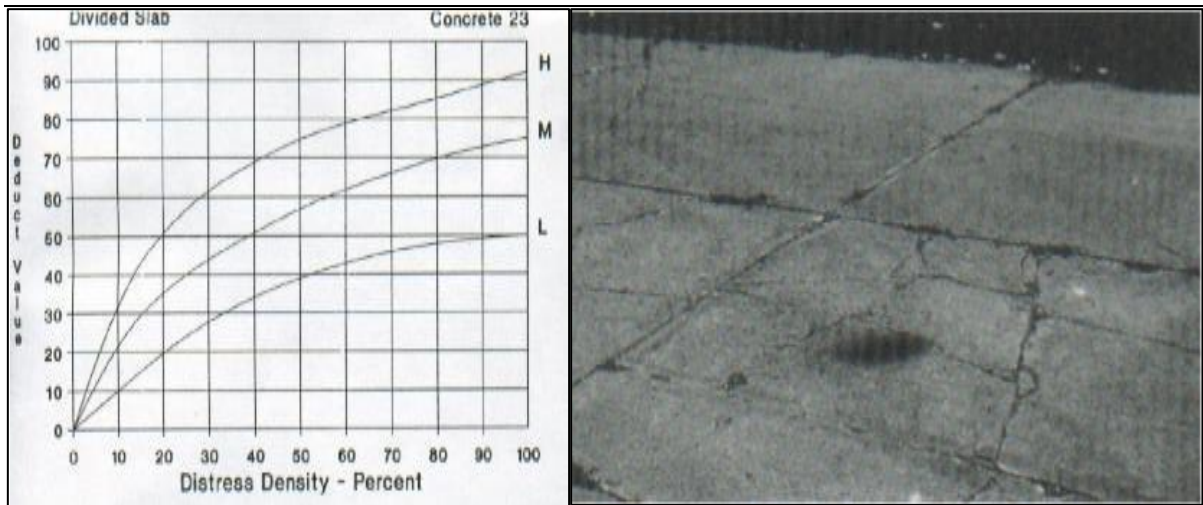 Divided Slab
Concrete 23
100
90
80
70
60
50
40
30
20
10
0
Deduct Value
H
M
L
0 10 20 30 40 50 60 70 80 90 100
Distress Density - Percent